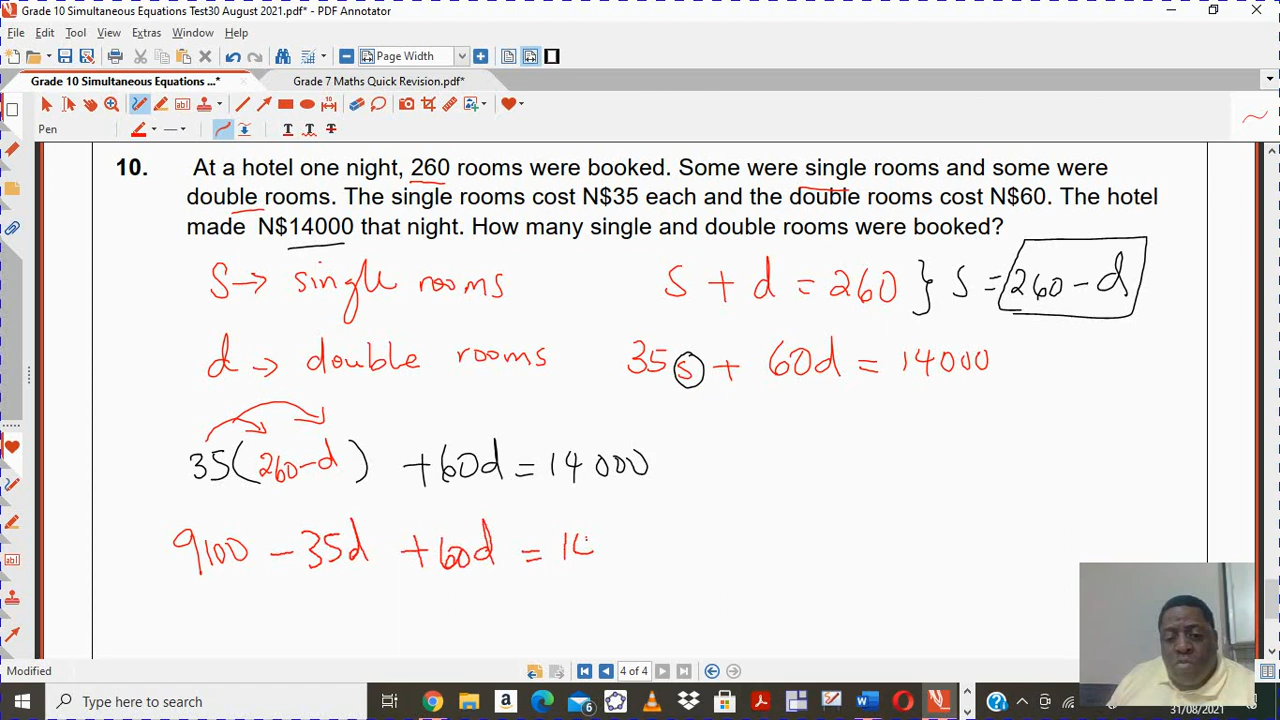 Grade 10 Simultaneous Equations Test30 August 2021.pdf* - PDF Annotator
File Edit Tool View Extras Window Help
Page Width
Grade 10 Simultaneous Equations ...* Grade 7 Maths Quick Revision.pdf*
Pen
10. At a hotel one night, 260 rooms were booked. Some were single rooms and some were
double rooms. The single rooms cost N$35 each and the double rooms cost N$60. The hotel
made N$14000 that night. How many single and double rooms were booked?
S → single rooms s + d = 260 } s = 260 - d
d → double rooms 35s + 60d = 14000
35(260-d) +60d = 14000
9100 - 35d + 60d = 14
Modified 4 of 4
Type here to search 6 31/08/2021